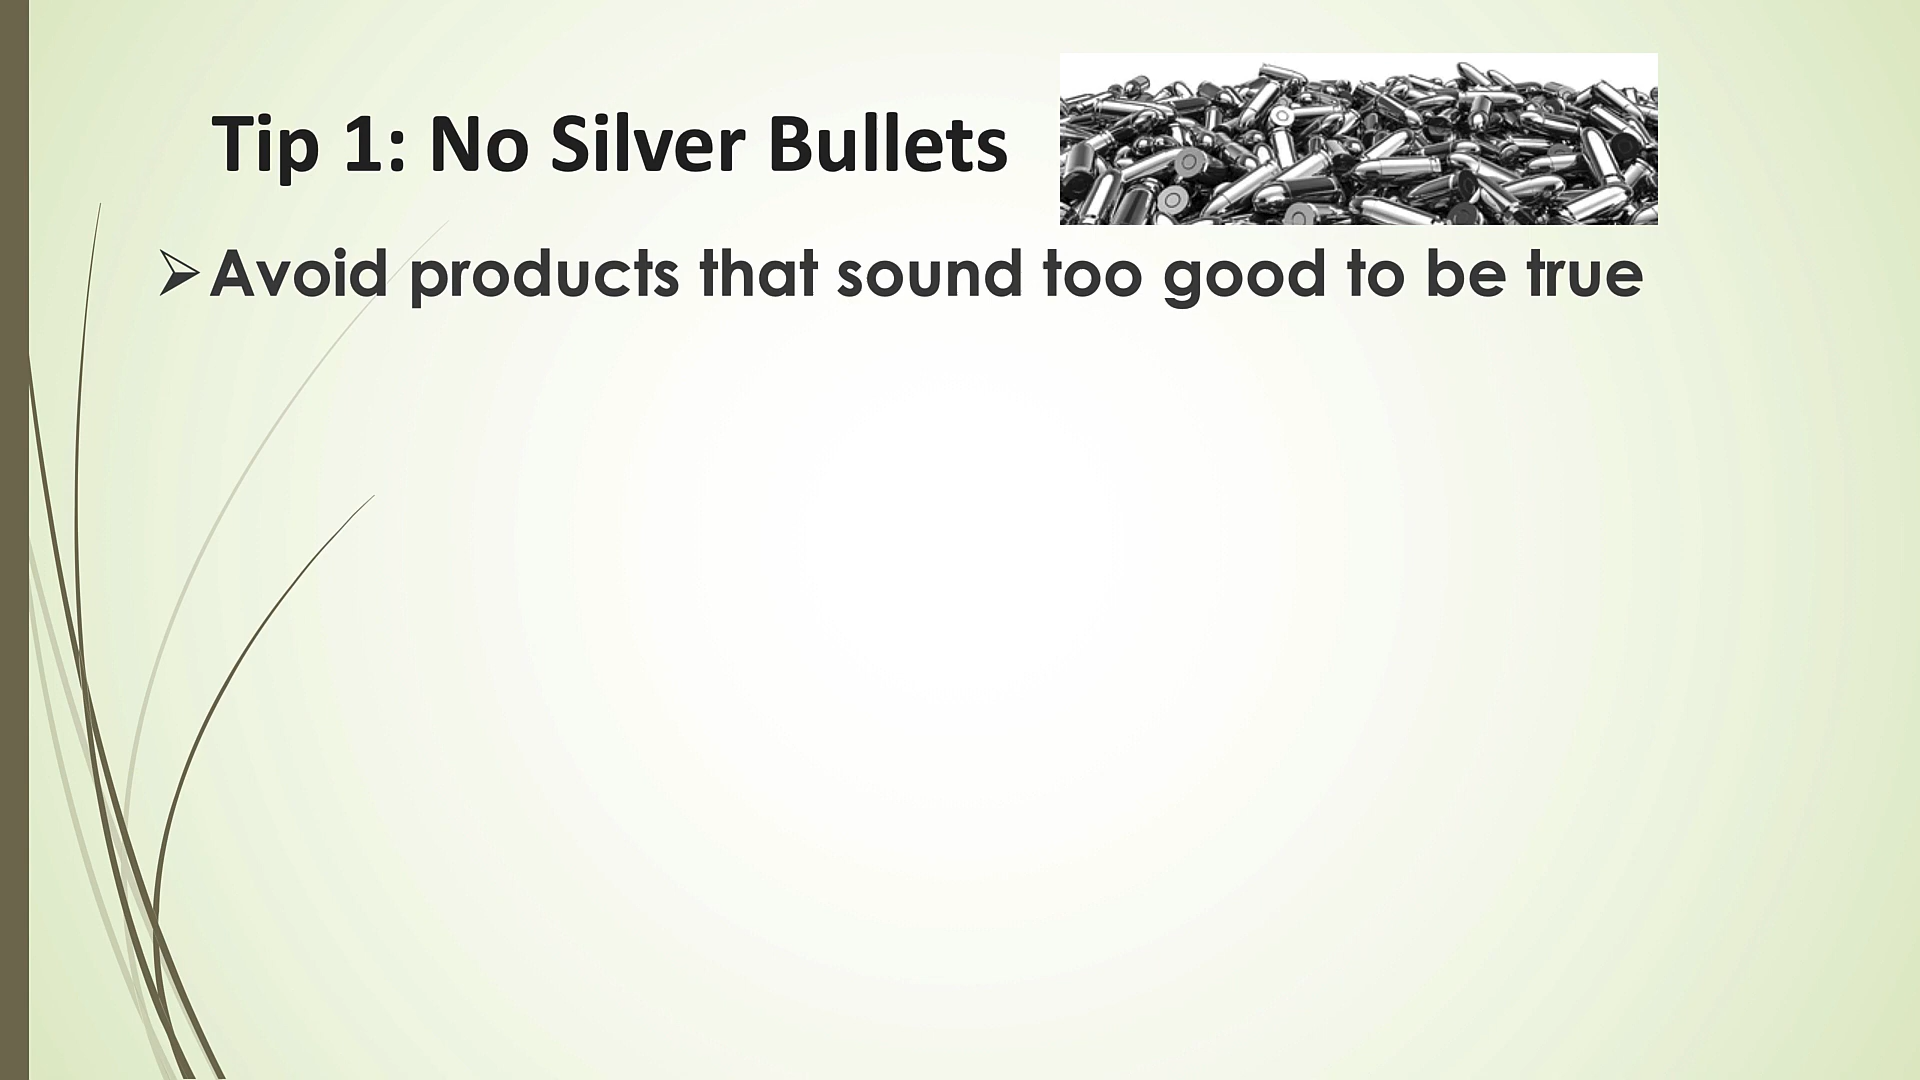 Tip 1: No Silver Bullets
➢Avoid products that sound too good to be true